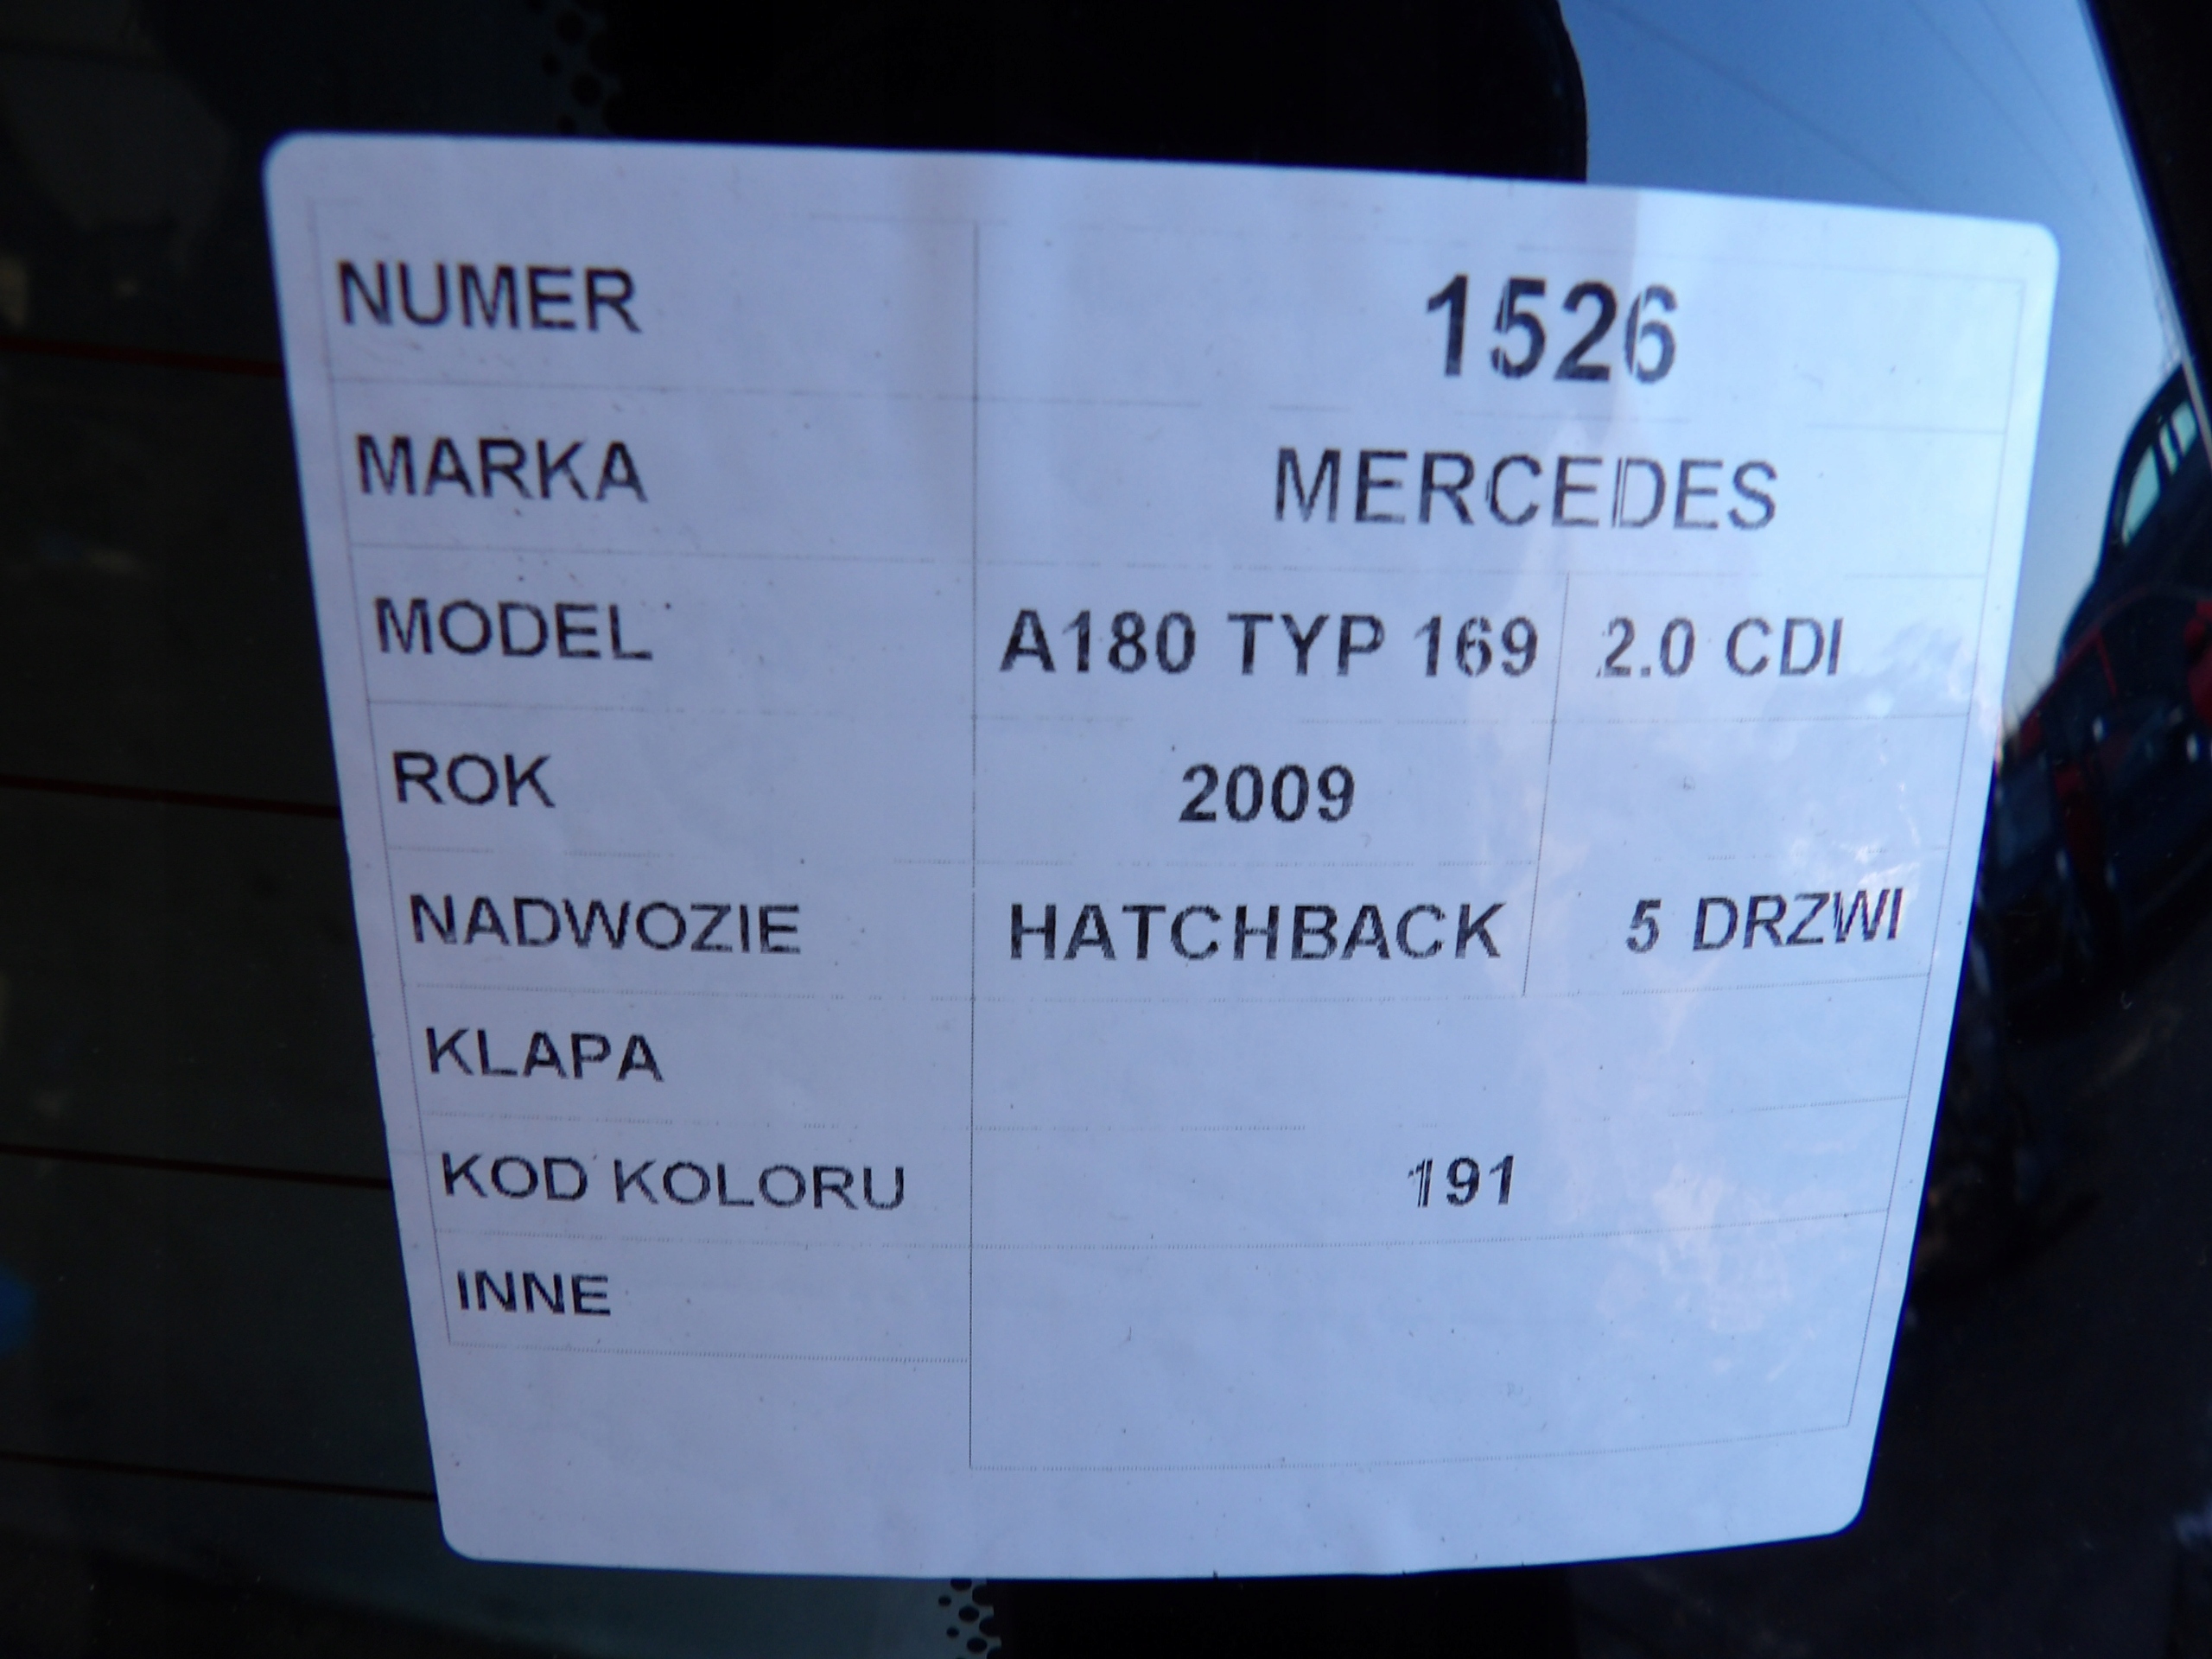 NUMER 1526
MARKA MERCEDES
MODEL A180 TYP 169 2.0 CDI
ROK 2009
NADWOZIE HATCHBACK 5 DRZWI
KLAPA
KOD KOLORU 191
INNE